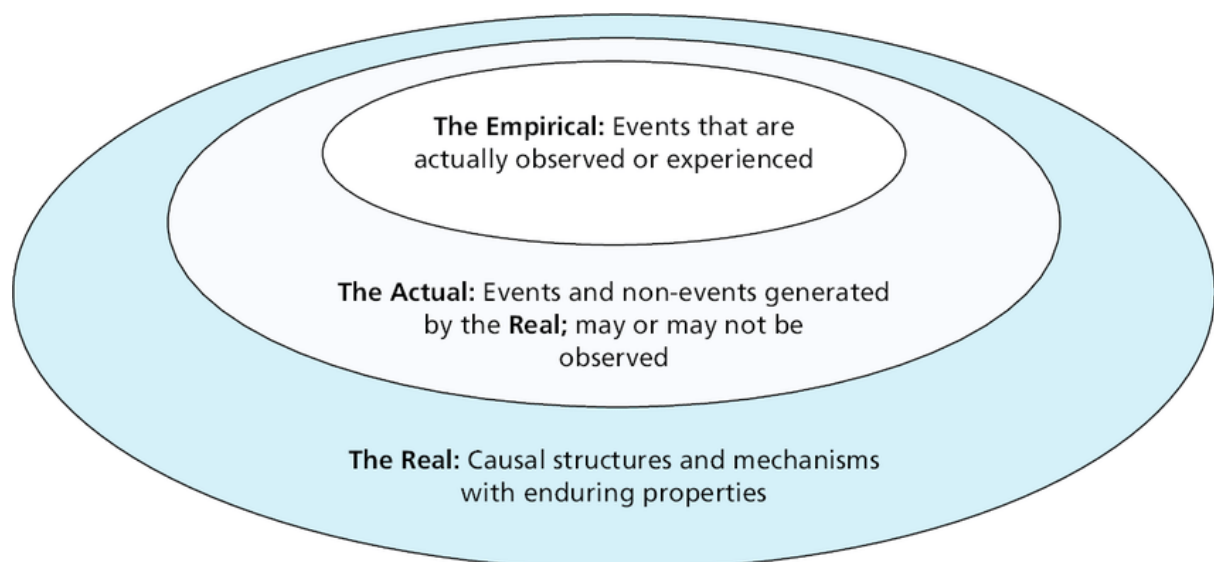 The Empirical: Events that are
actually observed or experienced
The Actual: Events and non-events generated
by the Real; may or may not be
observed
The Real: Causal structures and mechanisms
with enduring properties